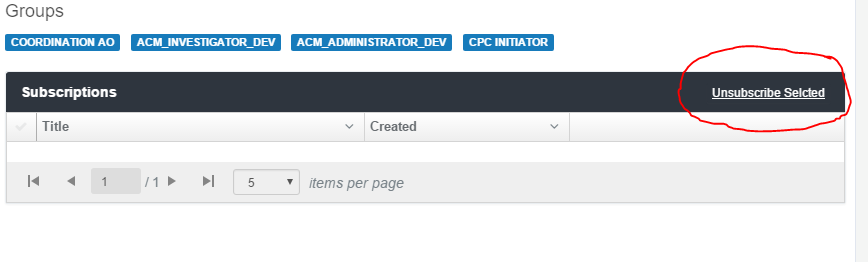 Groups
COORDINATION AO ACM_INVESTIGATOR_DEV ACM_ADMINISTRATOR_DEV CPC INITIATOR
Subscriptions Unsubscribe Selcted
Title Created
1 / 1 5 items per page